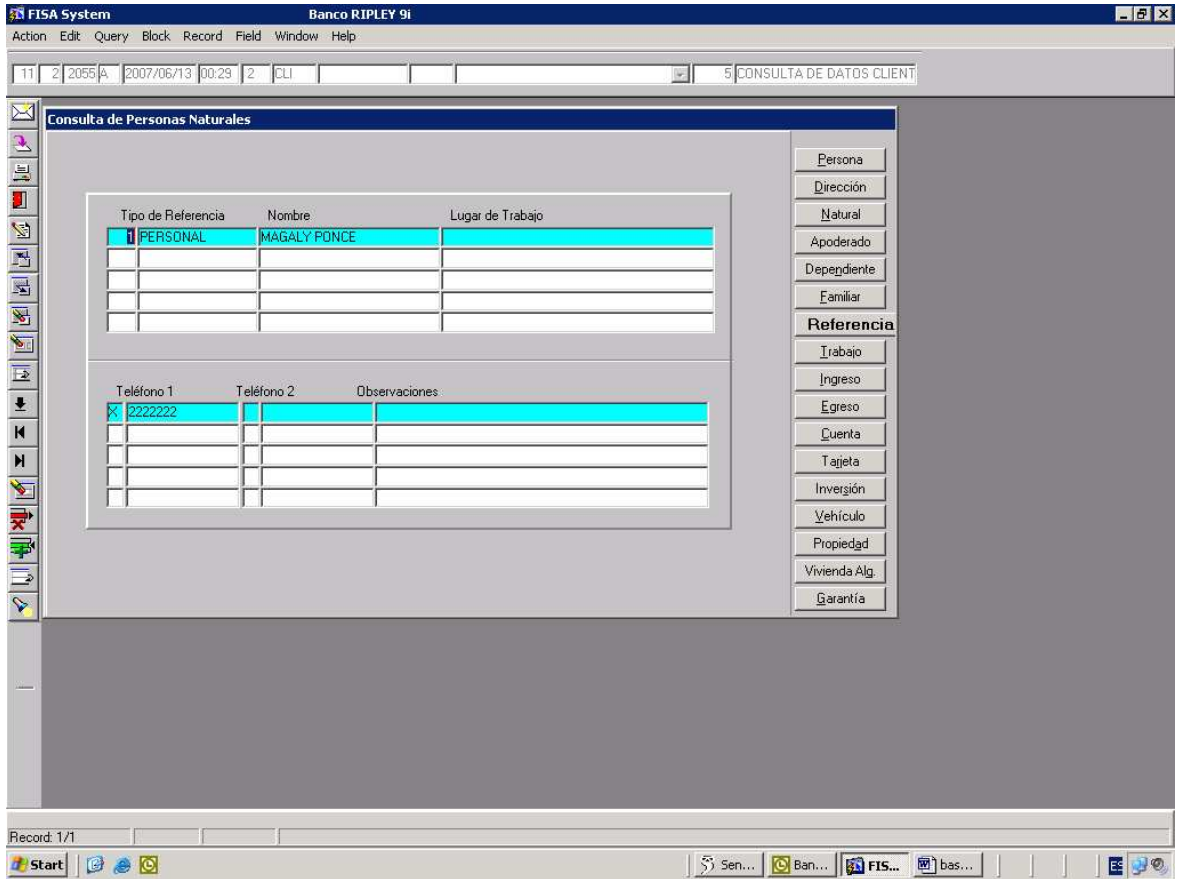 FISA System Banco RIPLEY 9i
Action Edit Query Block Record Field Window Help
11 2 2055 A 2007/06/13 00:29 2 CLI 5 CONSULTA DE DATOS CLIENT
Consulta de Personas Naturales
Tipo de Referencia Nombre Lugar de Trabajo
1 PERSONAL MAGALY PONCE
Teléfono 1 Teléfono 2 Observaciones
X 2222222
Persona
Dirección
Natural
Apoderado
Dependiente
Familiar
Referencia
Trabajo
Ingreso
Egreso
Cuenta
Tarjeta
Inversión
Vehículo
Propiedad
Vivienda Alg.
Garantía
Record: 1/1
Start Sen... Ban... FIS... bas... ES